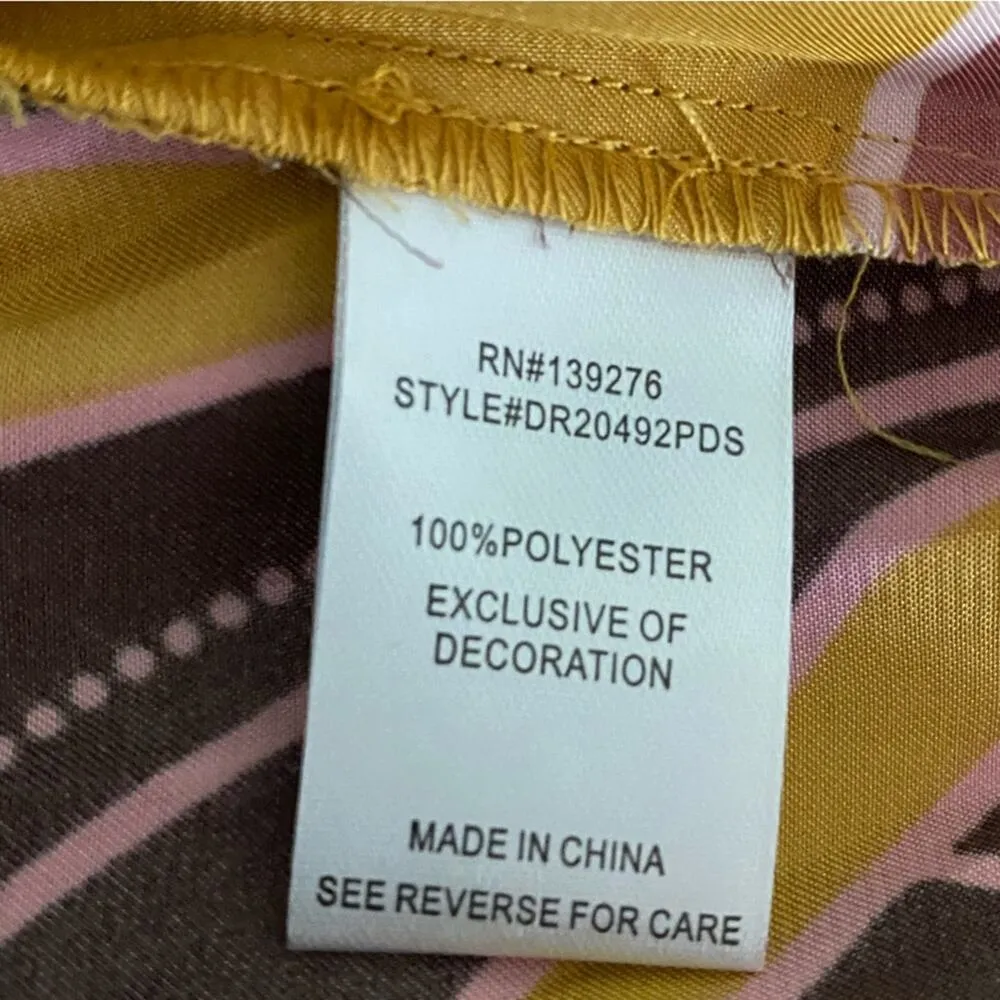 RN#139276
STYLE#DR20492PDS
100%POLYESTER
EXCLUSIVE OF
DECORATION
MADE IN CHINA
SEE REVERSE FOR CARE